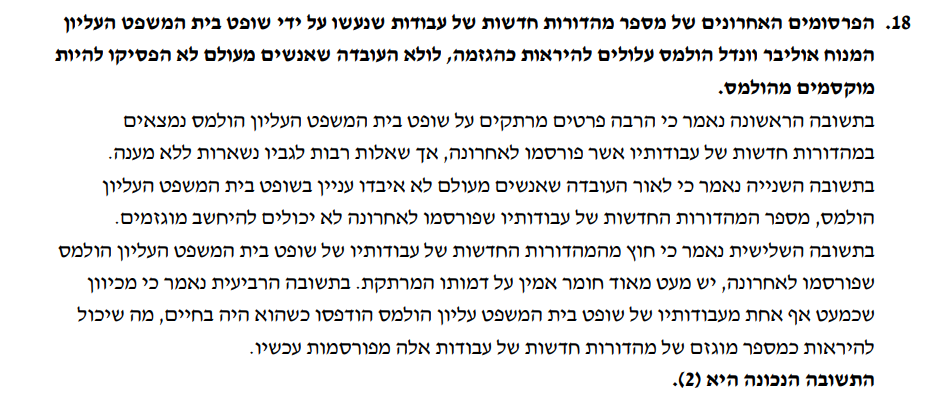 18. הפרסומים האחרונים של מספר מהדורות חדשות של עבודות שנעשו על ידי שופט בית המשפט העליון
המנוח אוליבר וונדל הולמס עלולים להיראות כהגזמה, לולא העובדה שאנשים מעולם לא הפסיקו להיות
מוקסמים מהולמס.
בתשובה הראשונה נאמר כי הרבה פרטים מרתקים על שופט בית המשפט העליון הולמס נמצאים
במהדורות חדשות של עבודותיו אשר פורסמו לאחרונה, אך שאלות רבות לגביו נשארות ללא מענה.
בתשובה השנייה נאמר כי לאור העובדה שאנשים מעולם לא איבדו עניין בשופט בית המשפט העליון
הולמס, מספר המהדורות החדשות של עבודותיו שפורסמו לאחרונה לא יכולים להיחשב מוגזמים.
בתשובה השלישית נאמר כי חוץ מהמהדורות החדשות של עבודותיו של שופט בית המשפט העליון הולמס
שפורסמו לאחרונה, יש מעט מאוד חומר אמין על דמותו המרתקת. בתשובה הרביעית נאמר כי מכיוון
שכמעט אף אחת מעבודותיו של שופט בית המשפט עליון הולמס הודפסו כשהוא היה בחיים, מה שיכול
להיראות כמספר מוגזם של מהדורות חדשות של עבודות אלה מפורסמות עכשיו.
התשובה הנכונה היא (2).